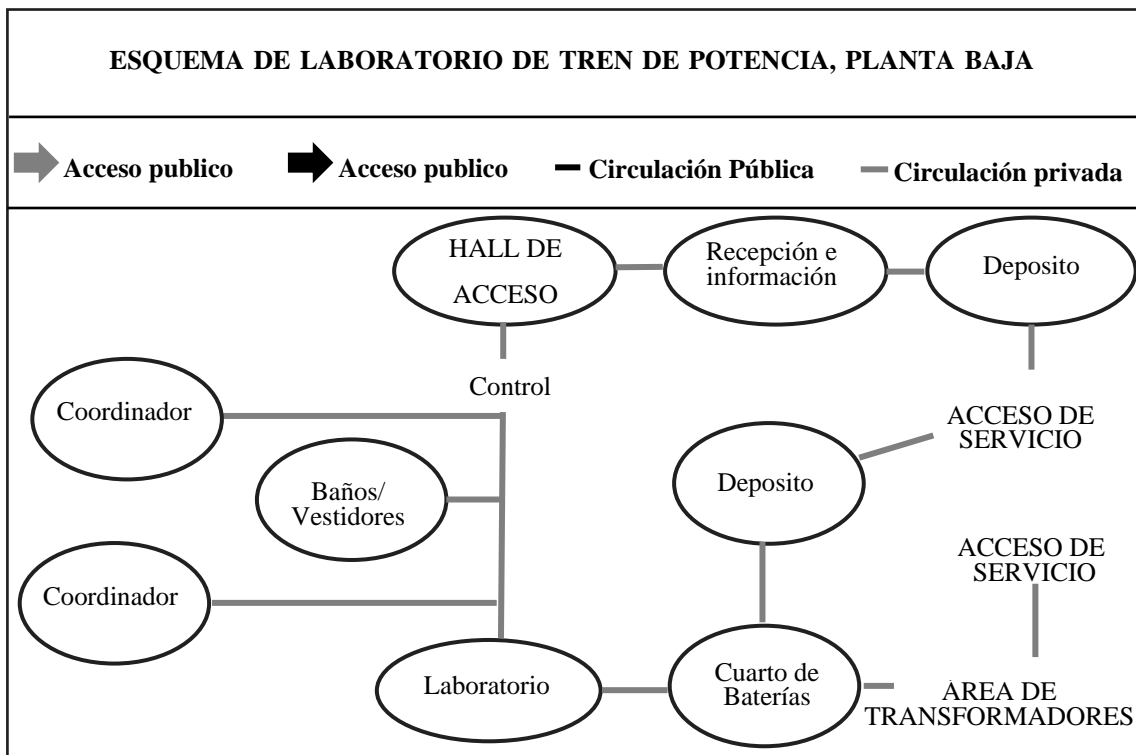 ESQUEMA DE LABORATORIO DE TREN DE POTENCIA, PLANTA BAJA
Acceso publico
Acceso publico
Circulación Pública
Circulación privada
HALL DE
ACCESO
Recepción e
información
Deposito
Control
Coordinador
ACCESO DE
SERVICIO
Deposito
Baños/
Vestidores
ACCESO DE
SERVICIO
Coordinador
Laboratorio
Cuarto de
Baterías
ÁREA DE
TRANSFORMADORES